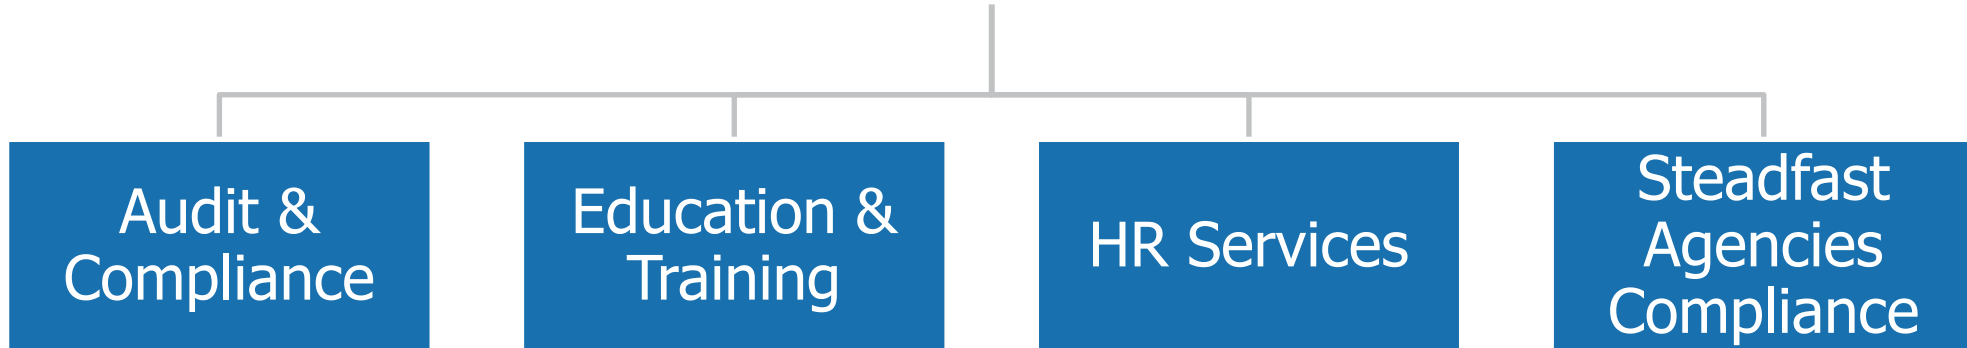 Audit &
Compliance
Education &
Training
HR Services
Steadfast
Agencies
Compliance